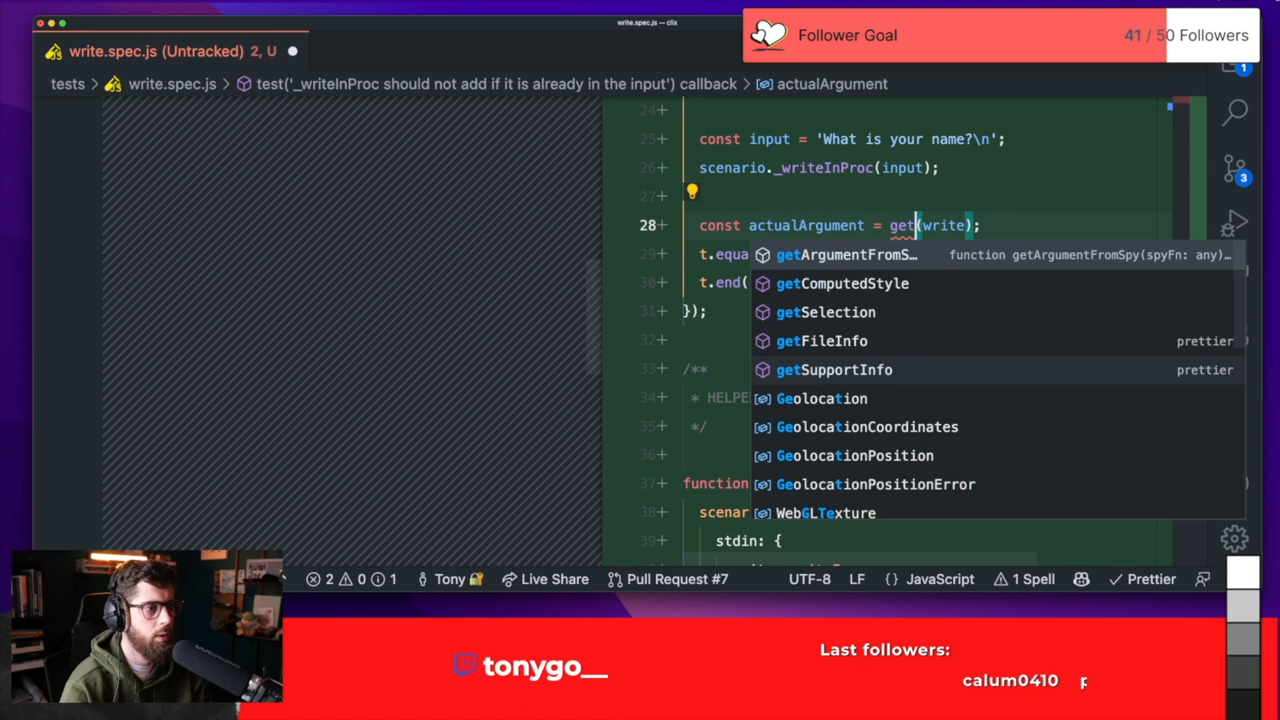 write.spec.js — clix
write.spec.js (Untracked) 2, U
Follower Goal
41 / 50 Followers
tests > write.spec.js > test('_writeInProc should not add if it is already in the input') callback > actualArgument
1
24+
25+ const input = 'What is your name?\n';
26+ scenario._writeInProc(input);
3
27+
28 const actualArgument = get(write);
29+ t.equa
getArgumentFromS… function getArgumentFromSpy(spyFn: any)…
30+ t.end(
getComputedStyle
31+ });
getSelection
32+
getFileInfo prettier
33+ /**
getSupportInfo prettier
34+ * HELPE
Geolocation
35+ */
GeolocationCoordinates
36+
GeolocationPosition
37+ function
GeolocationPositionError
38+ scenar
WebGLTexture
39+ stdin: {
2 0 1 Tony Live Share Pull Request #7 UTF-8 LF {} JavaScript 1 Spell Prettier
tonygo__
Last followers:
calum0410